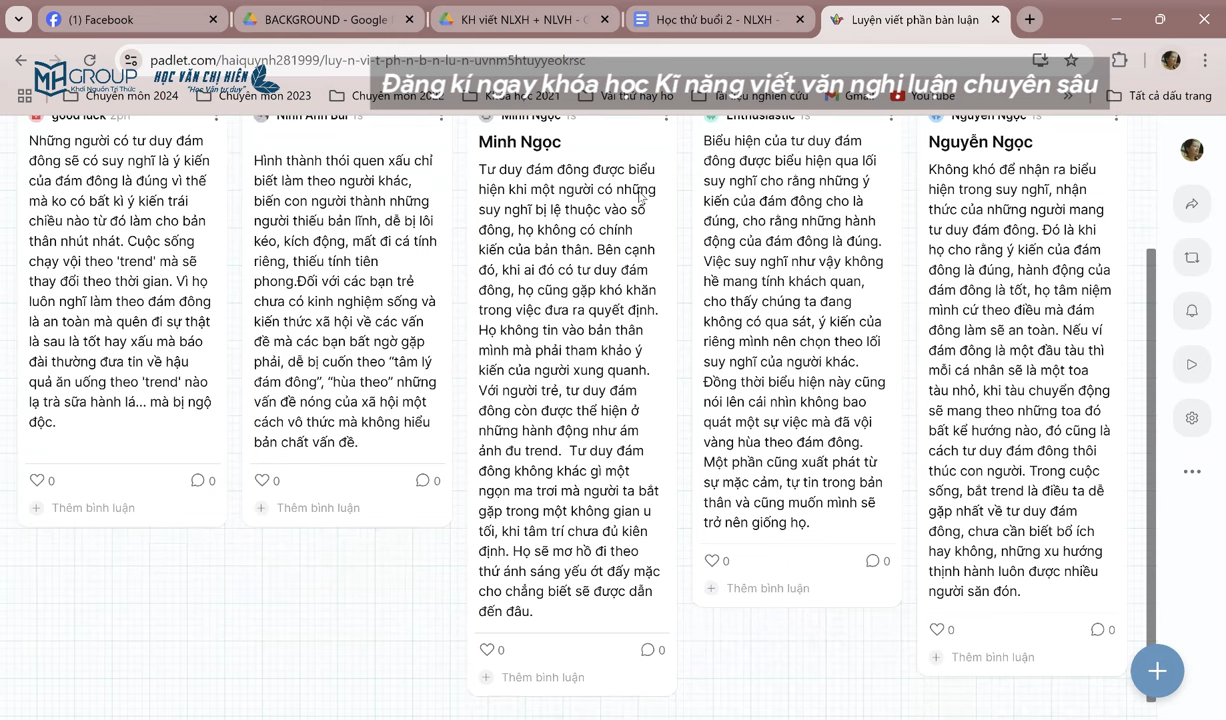 (1) Facebook
BACKGROUND - Google
KH viết NLXH + NLVH -
Học thử buổi 2 - NLXH -
Luyện viết phần bàn luận
padlet.com/haiquynh281999/luy-n-vi-t-ph-n-b-n-lu-n-uvnm5htuyyeokrsc
MHGROUP
Khơi Nguồn Tri Thức
HỌC VĂN CHỊ HIÊN
"Học Văn tự do"
Đăng kí ngay khóa học Kĩ năng viết văn nghị luận chuyên sâu
Chuyên môn 2024
Chuyên môn 2023
Chuyên môn 2022
Khóa học 2021
Vai thứ hay ho
Tài liệu nghiên cứu
Gmail
YouTube
Tất cả dấu trang
good luck 2ph
Những người có tư duy đám
đông sẽ có suy nghĩ là ý kiến
của đám đông là đúng vì thế
mà ko có bất kì ý kiến trái
chiều nào từ đó làm cho bản
thân nhút nhát. Cuộc sống
chạy vội theo 'trend' mà sẽ
thay đổi theo thời gian. Vì họ
luôn nghĩ làm theo đám đông
là an toàn mà quên đi sự thật
là sau là tốt hay xấu mà báo
đài thường đưa tin về hậu
quả ăn uống theo 'trend' nào
lạ trà sữa hành lá... mà bị ngộ
độc.
0
0
Thêm bình luận
Ninh Anh Bùi 1s
Hình thành thói quen xấu chỉ
biết làm theo người khác,
biến con người thành những
người thiếu bản lĩnh, dễ bị lôi
kéo, kích động, mất đi cá tính
riêng, thiếu tính tiên
phong.Đối với các bạn trẻ
chưa có kinh nghiệm sống và
kiến thức xã hội về các vấn
đề mà các bạn bất ngờ gặp
phải, dễ bị cuốn theo “tâm lý
đám đông”, “hùa theo” những
vấn đề nóng của xã hội một
cách vô thức mà không hiểu
bản chất vấn đề.
0
0
Thêm bình luận
Minh Ngọc 1s
Minh Ngọc
Tư duy đám đông được biểu
hiện khi một người có những
suy nghĩ bị lệ thuộc vào số
đông, họ không có chính
kiến của bản thân. Bên cạnh
đó, khi ai đó có tư duy đám
đông, họ cũng gặp khó khăn
trong việc đưa ra quyết định.
Họ không tin vào bản thân
mình mà phải tham khảo ý
kiến của người xung quanh.
Với người trẻ, tư duy đám
đông còn được thể hiện ở
những hành động như ám
ảnh đu trend. Tư duy đám
đông không khác gì một
ngọn ma trơi mà người ta bắt
gặp trong một không gian u
tối, khi tâm trí chưa đủ kiên
định. Họ sẽ mơ hồ đi theo
thứ ánh sáng yếu ớt đấy mặc
cho chẳng biết sẽ được dẫn
đến đâu.
0
0
Thêm bình luận
Enthusiastic 1s
Biểu hiện của tư duy đám
đông được biểu hiện qua lối
suy nghĩ cho rằng những ý
kiến của đám đông cho là
đúng, cho rằng những hành
động của đám đông là đúng.
Việc suy nghĩ như vậy không
hề mang tính khách quan,
cho thấy chúng ta đang
không có qua sát, ý kiến của
riêng mình nên chọn theo lối
suy nghĩ của người khác.
Đồng thời biểu hiện này cũng
nói lên cái nhìn không bao
quát một sự việc mà đã vội
vàng hùa theo đám đông.
Một phần cũng xuất phát từ
sự mặc cảm, tự tin trong bản
thân và cũng muốn mình sẽ
trở nên giống họ.
0
0
Thêm bình luận
Nguyễn Ngọc 1s
Nguyễn Ngọc
Không khó để nhận ra biểu
hiện trong suy nghĩ, nhận
thức của những người mang
tư duy đám đông. Đó là khi
họ cho rằng ý kiến của đám
đông là đúng, hành động của
đám đông là tốt, họ tâm niệm
mình cứ theo điều mà đám
đông làm sẽ an toàn. Nếu ví
đám đông là một đầu tàu thì
mỗi cá nhân sẽ là một toa
tàu nhỏ, khi tàu chuyển động
sẽ mang theo những toa đó
bất kể hướng nào, đó cũng là
cách tư duy đám đông thôi
thúc con người. Trong cuộc
sống, bắt trend là điều ta dễ
gặp nhất về tư duy đám
đông, chưa cần biết bổ ích
hay không, những xu hướng
thịnh hành luôn được nhiều
người săn đón.
0
0
Thêm bình luận